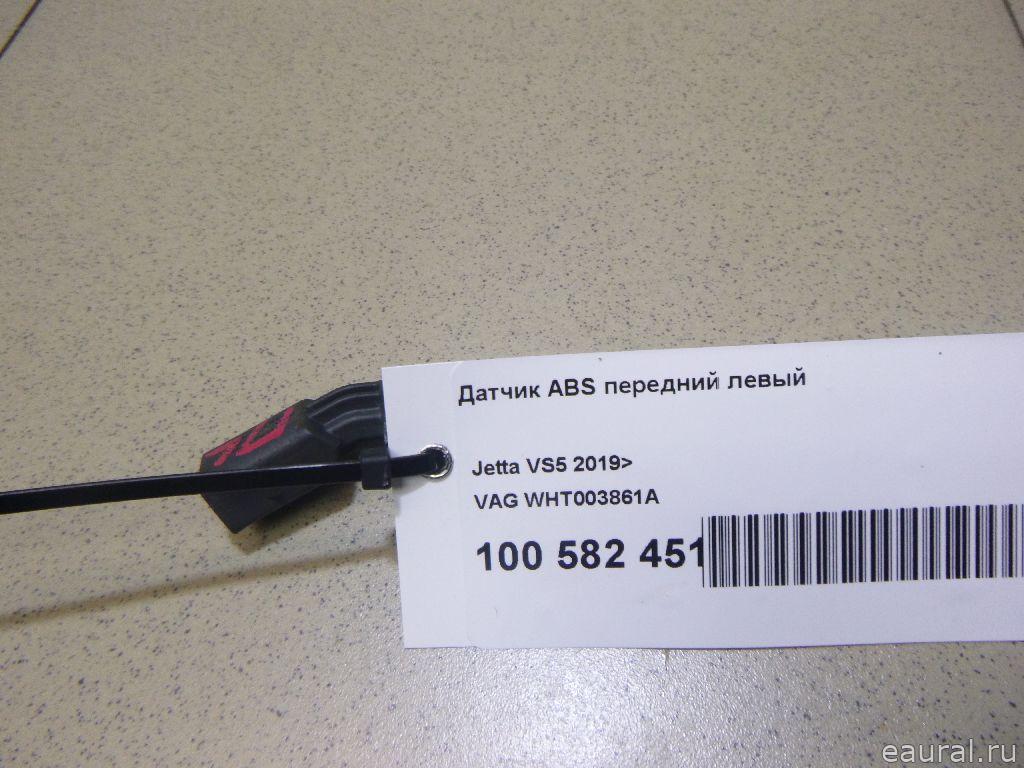 Датчик ABS передний левый
Jetta VS5 2019>
VAG WHT003861A
100 582 451
eaural.ru